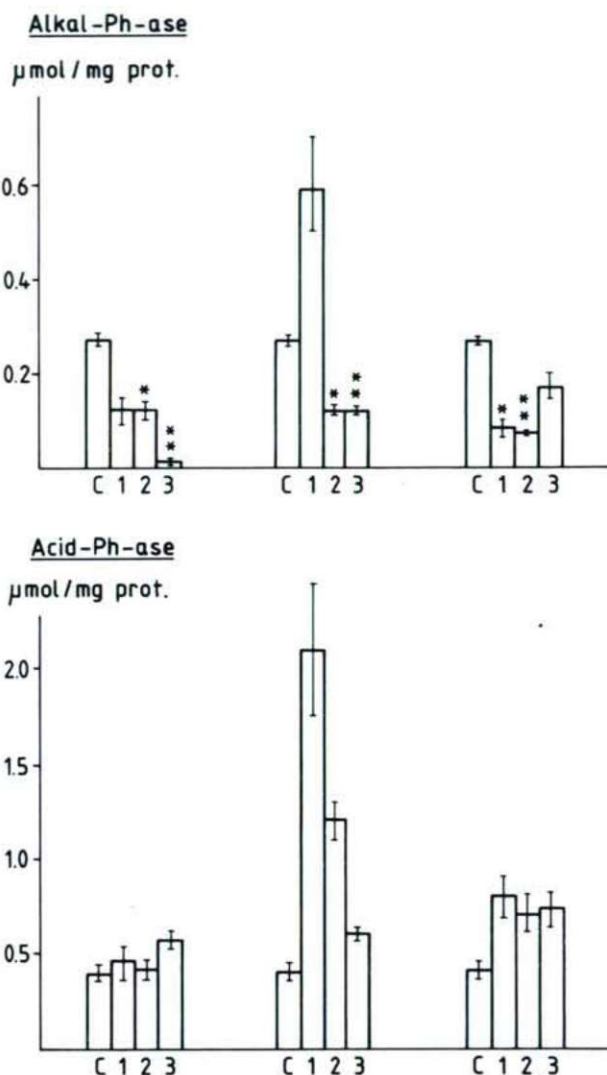 Alkal-Ph-ase
µmol/mg prot.
0.6
0.4
0.2
*
**
*
**
*
**
C 1 2 3 C 1 2 3 C 1 2 3
Acid-Ph-ase
µmol/mg prot.
2.0
1.5
1.0
0.5
C 1 2 3 C 1 2 3 C 1 2 3